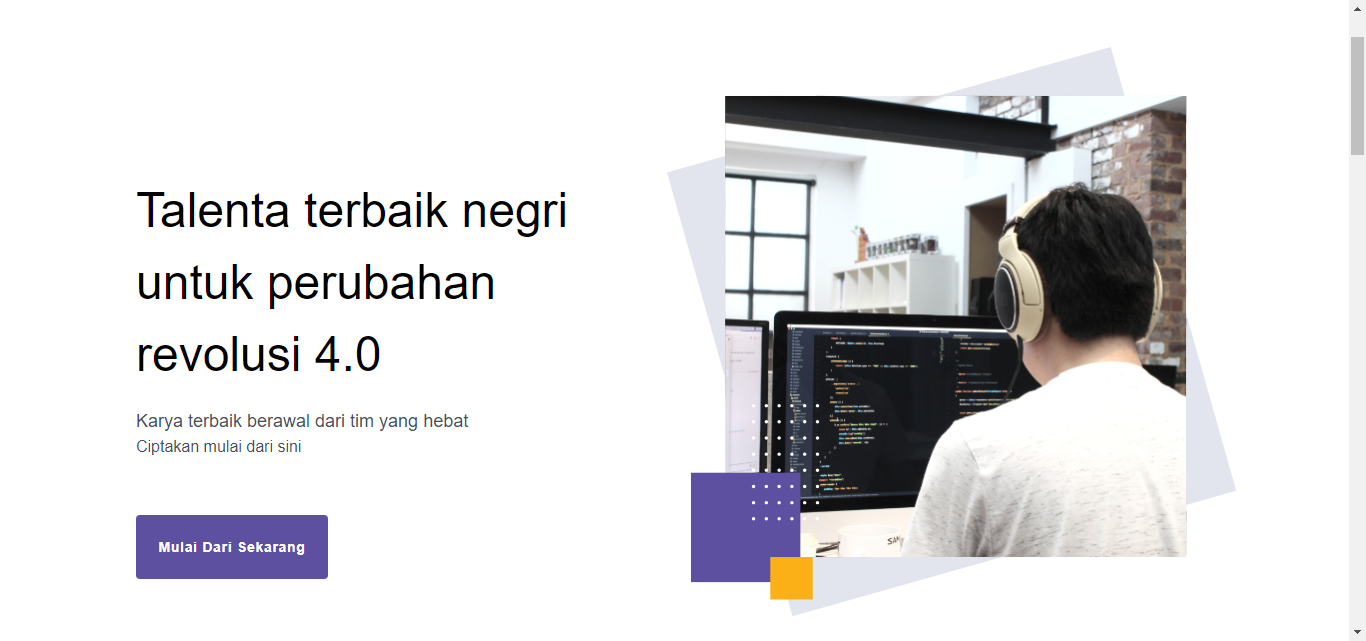 Talenta terbaik negri
untuk perubahan
revolusi 4.0
Karya terbaik berawal dari tim yang hebat
Ciptakan mulai dari sini
Mulai Dari Sekarang